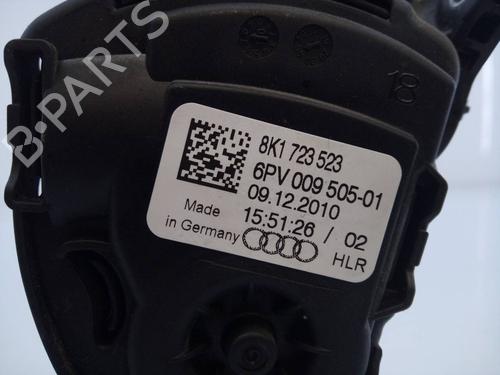 B-PARTS
18
8K1 723 523
6PV 009 505-01
09.12.2010
15:51:26 / 02
Made
in Germany
HLR